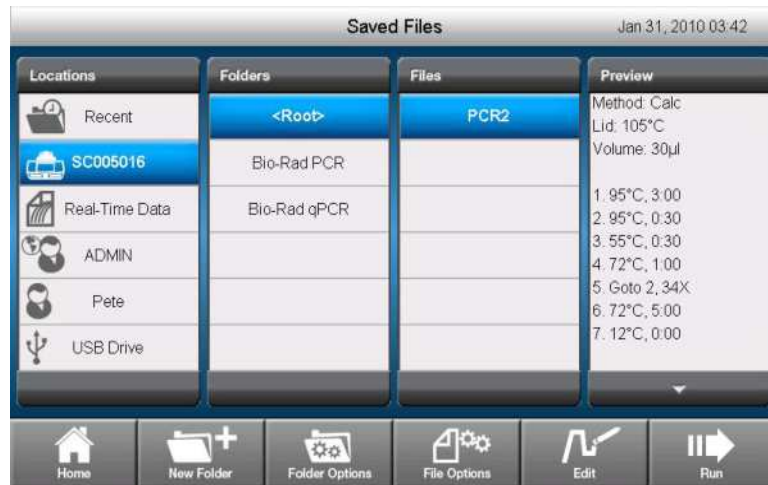 Saved Files
Jan 31, 2010 03:42
Locations
Recent
SC005016
Real-Time Data
ADMIN
Pete
USB Drive
Folders
<Root>
Bio-Rad PCR
Bio-Rad qPCR
Files
PCR2
Preview
Method: Calc
Lid: 105°C
Volume: 30µl
1. 95°C, 3:00
2. 95°C, 0:30
3. 55°C, 0:30
4. 72°C, 1:00
5. Goto 2, 34X
6. 72°C, 5:00
7. 12°C, 0:00
Home
New Folder
Folder Options
File Options
Edit
Run